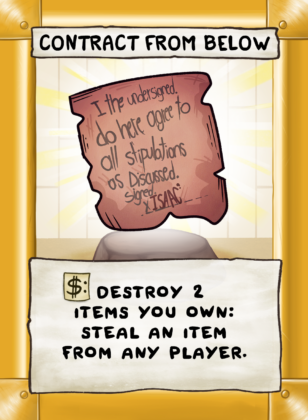 CONTRACT FROM BELOW
I the undersigned
do here agree to
all stipulations
as Discussed.
Signed,
x ISAAC
$: DESTROY 2
ITEMS YOU OWN:
STEAL AN ITEM
FROM ANY PLAYER.